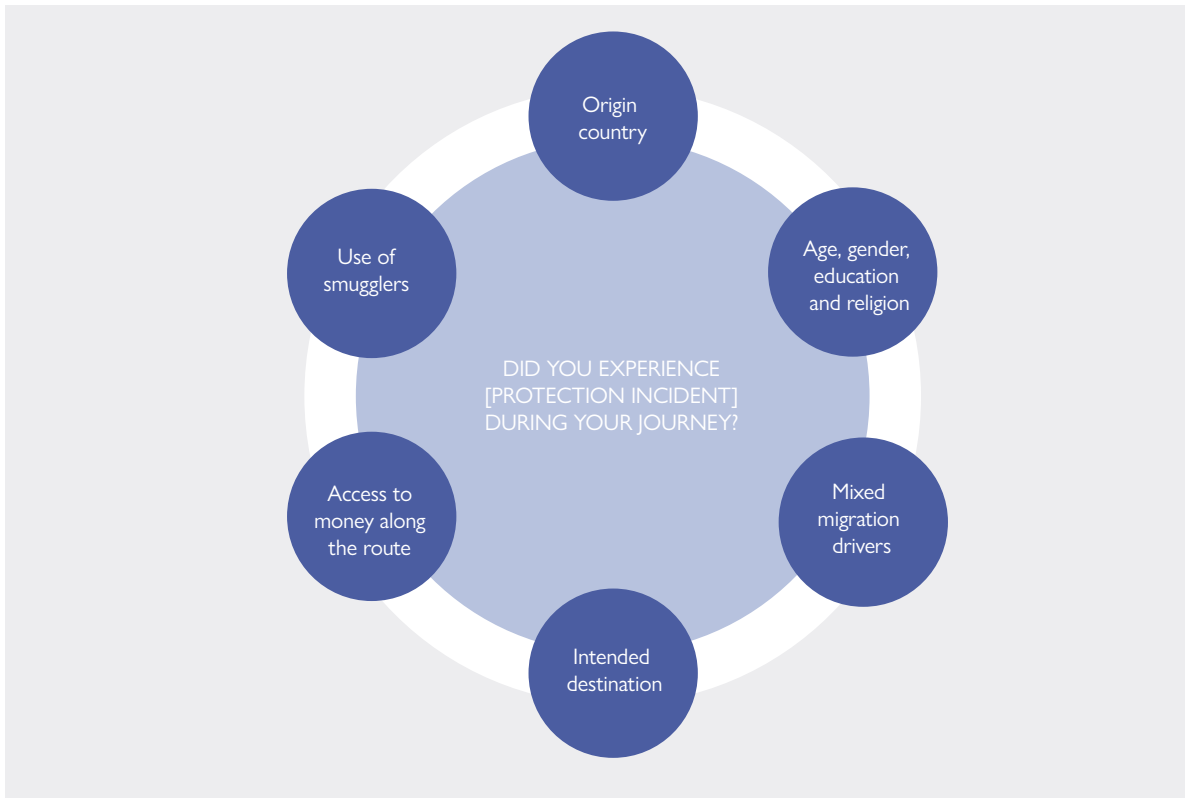 Origin
country
Age, gender,
education
and religion
Mixed
migration
drivers
Intended
destination
Access to
money along
the route
Use of
smugglers
DID YOU EXPERIENCE
[PROTECTION INCIDENT]
DURING YOUR JOURNEY?